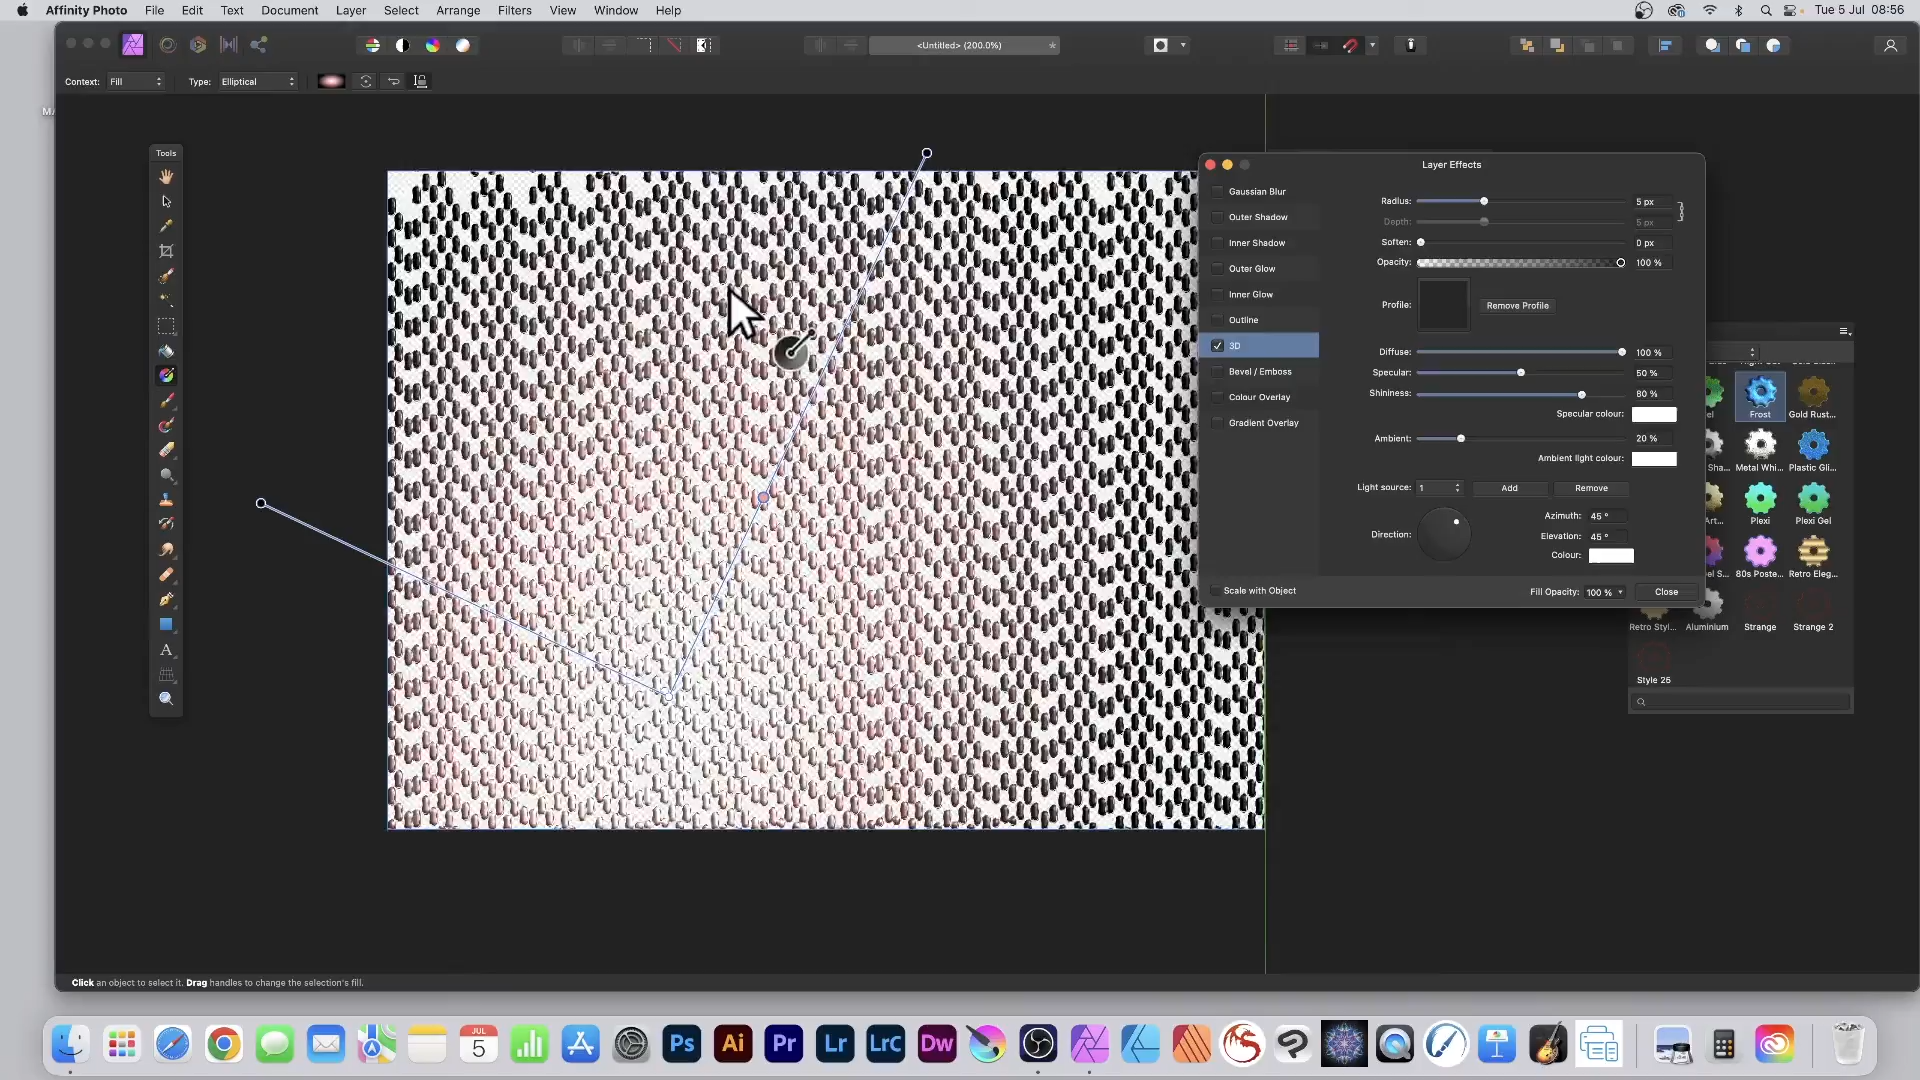 Affinity Photo File Edit Text Document Layer Select Arrange Filters View Window Help Tue 5 Jul 08:56
<Untitled> (200.0%)
Context: Fill Type: Elliptical
Tools
Layer Effects
Gaussian Blur
Outer Shadow
Inner Shadow
Outer Glow
Inner Glow
Outline
3D
Bevel / Emboss
Colour Overlay
Gradient Overlay
Radius: 5 px
Depth: 5 px
Soften: 0 px
Opacity: 100 %
Profile: Remove Profile
Diffuse: 100 %
Specular: 50 %
Shininess: 80 %
Specular colour:
Ambient: 20 %
Ambient light colour:
Light source: 1 Add Remove
Azimuth: 45 °
Direction: Elevation: 45 °
Colour:
Scale with Object Fill Opacity: 100 % Close
Frost Gold Rust...
Metal Whi... Plastic Gli...
Plexi Plexi Gel
80s Poste... Retro Eleg...
Retro Styl... Aluminium Strange Strange 2
Style 25
Click an object to select it. Drag handles to change the selection's fill.
JUL
5
Ps Ai Pr Lr LrC Dw